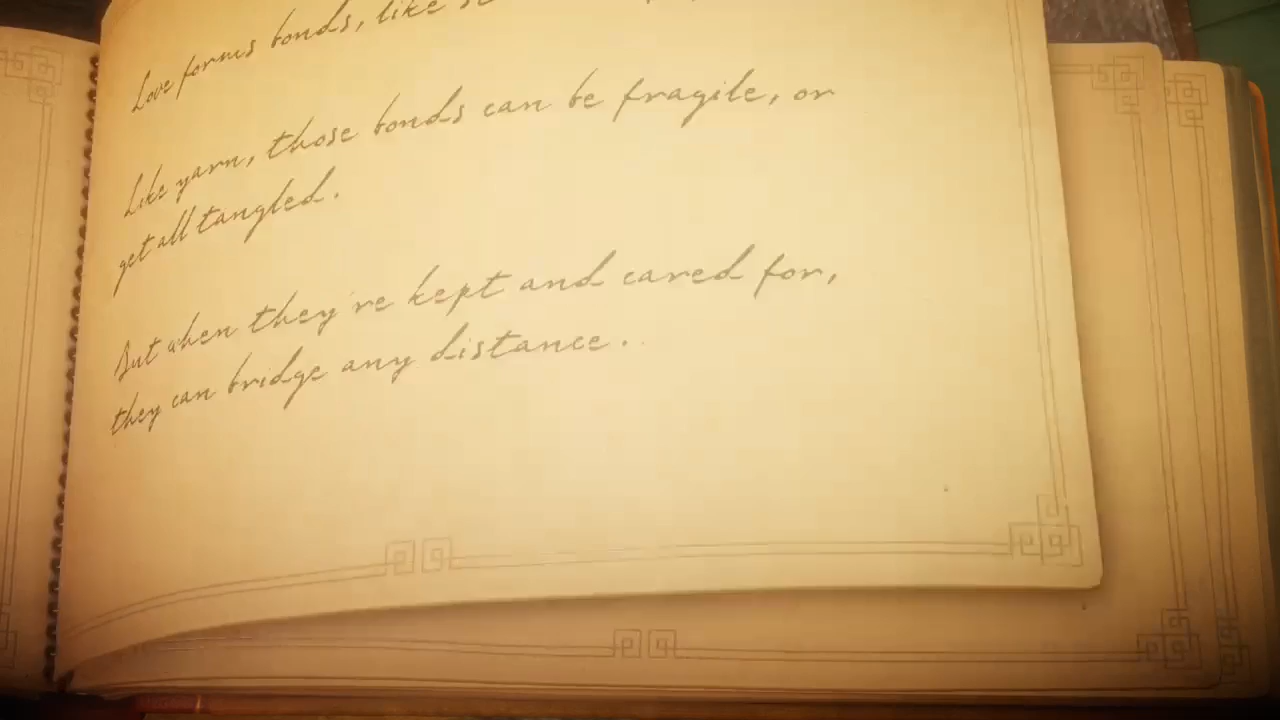 Love forms bonds, like
Like yarn, those bonds can be fragile, or
get all tangled.
But when they're kept and cared for,
they can bridge any distance.